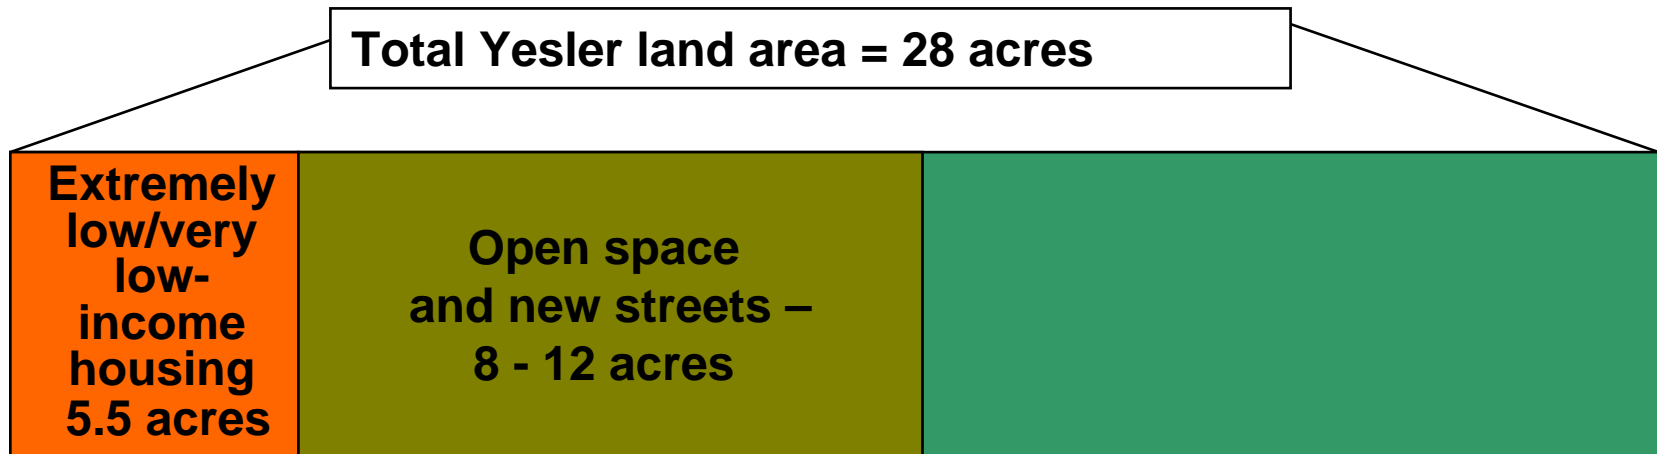 Total Yesler land area = 28 acres
Extremely
low/very
low-
income
housing
5.5 acres
Open space
and new streets –
8 - 12 acres